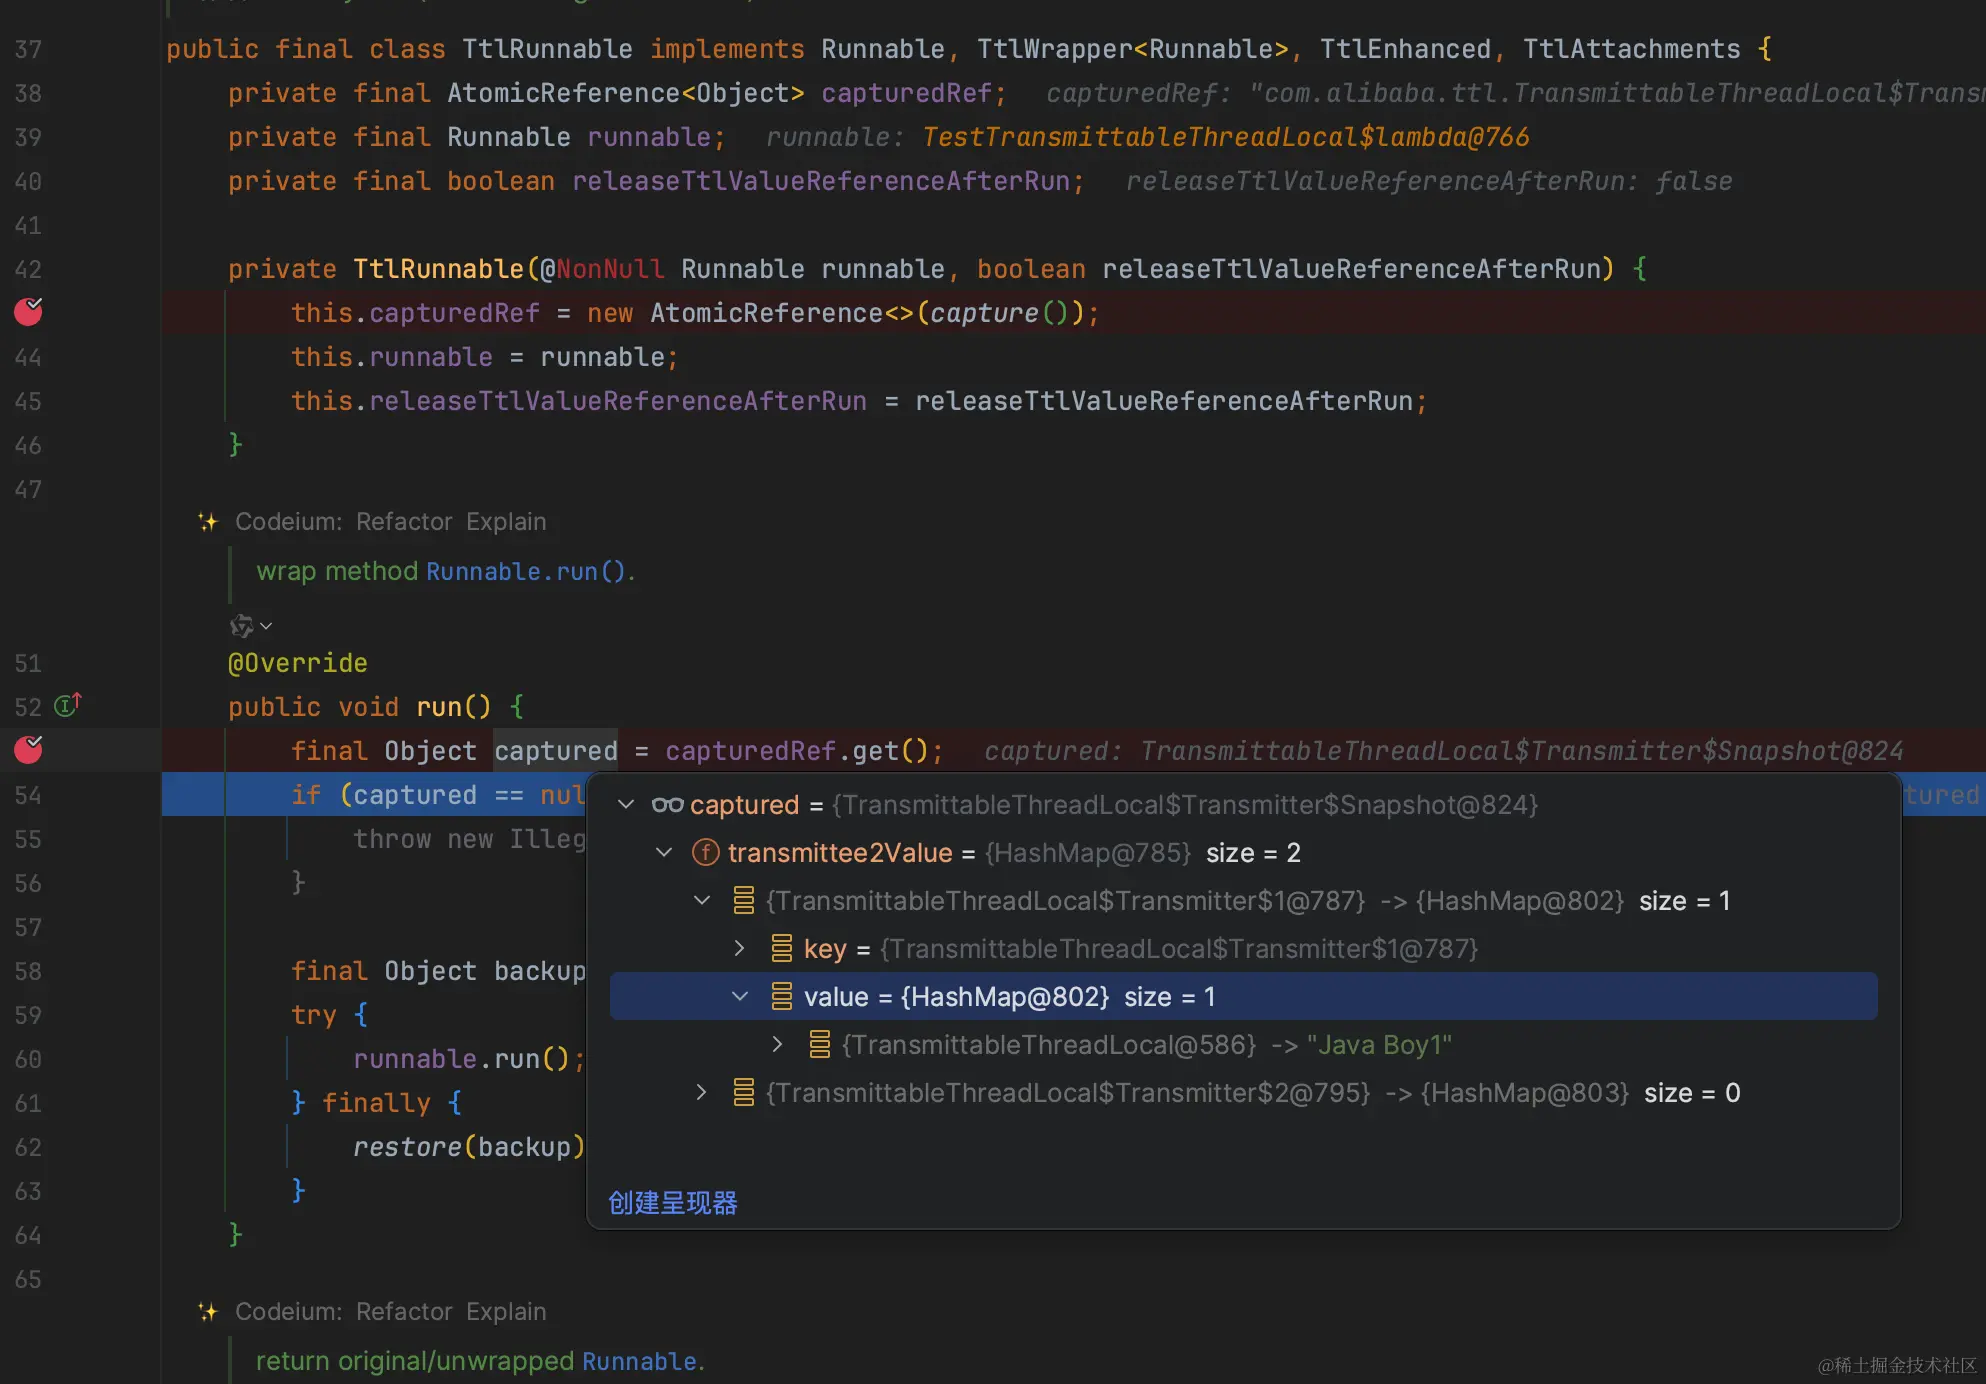 37 public final class TtlRunnable implements Runnable, TtlWrapper<Runnable>, TtlEnhanced, TtlAttachments {
38 private final AtomicReference<Object> capturedRef; capturedRef: "com.alibaba.ttl.TransmittableThreadLocal$Trans
39 private final Runnable runnable; runnable: TestTransmittableThreadLocal$lambda@766
40 private final boolean releaseTtlValueReferenceAfterRun; releaseTtlValueReferenceAfterRun: false
41
42 private TtlRunnable(@NonNull Runnable runnable, boolean releaseTtlValueReferenceAfterRun) {
this.capturedRef = new AtomicReference<>(capture());
44 this.runnable = runnable;
45 this.releaseTtlValueReferenceAfterRun = releaseTtlValueReferenceAfterRun;
46 }
47
Codeium: Refactor Explain
wrap method Runnable.run().
51 @Override
52 public void run() {
final Object captured = capturedRef.get(); captured: TransmittableThreadLocal$Transmitter$Snapshot@824
54 if (captured == nul tured
captured = {TransmittableThreadLocal$Transmitter$Snapshot@824}
55 throw new Illeg
transmittee2Value = {HashMap@785} size = 2
56 }
{TransmittableThreadLocal$Transmitter$1@787} -> {HashMap@802} size = 1
57
key = {TransmittableThreadLocal$Transmitter$1@787}
58 final Object backup
value = {HashMap@802} size = 1
59 try {
{TransmittableThreadLocal@586} -> "Java Boy1"
60 runnable.run();
{TransmittableThreadLocal$Transmitter$2@795} -> {HashMap@803} size = 0
61 } finally {
62 restore(backup)
63 }
创建呈现器
64 }
65
Codeium: Refactor Explain
return original/unwrapped Runnable.
@稀土掘金技术社区